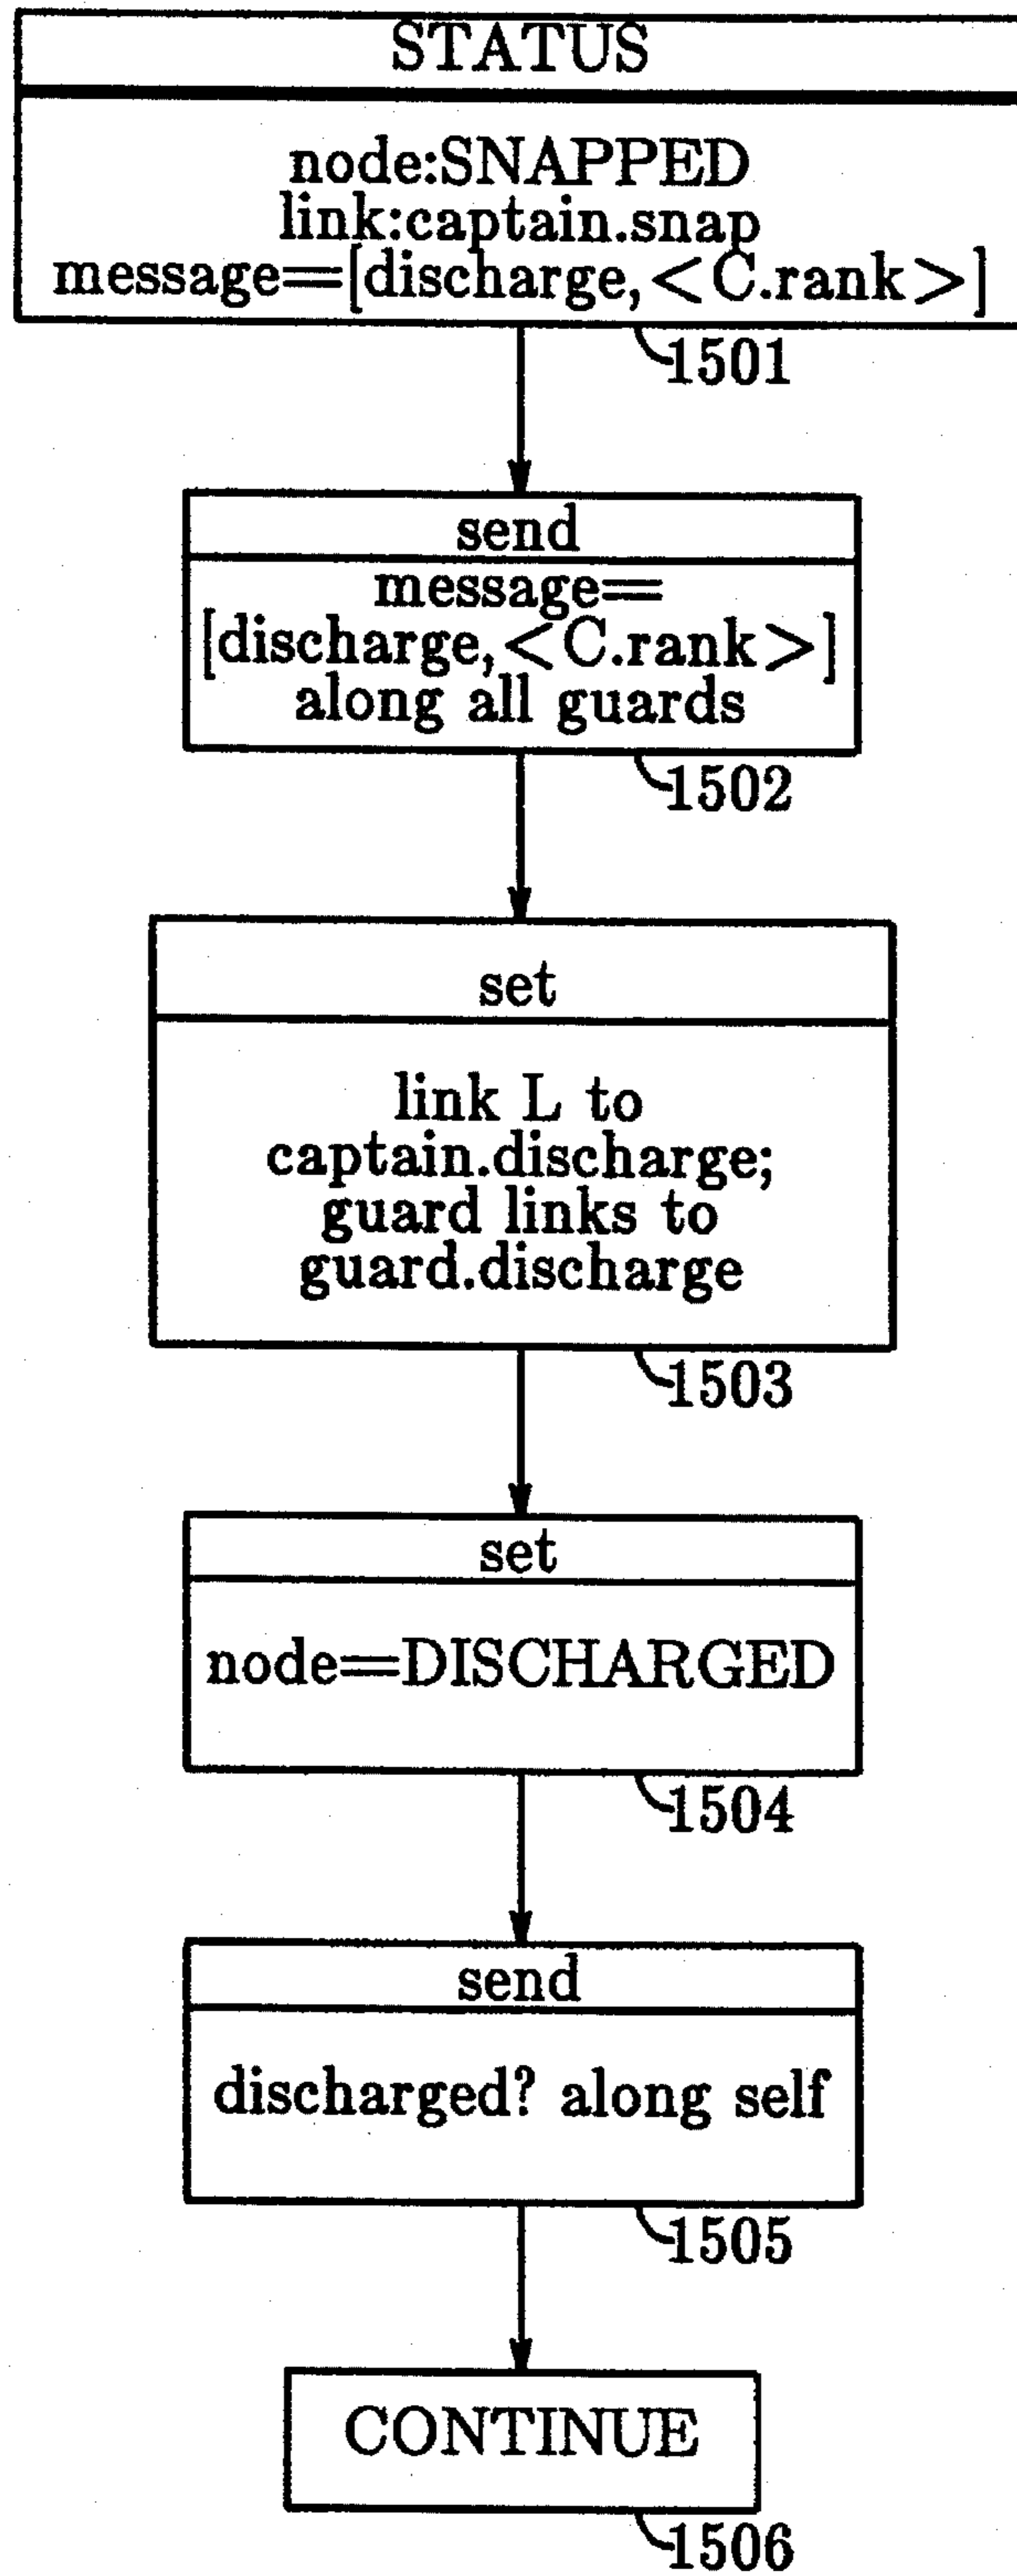 STATUS
node:SNAPPED
link:captain.snap
message=[discharge,<C.rank>]
1501
send
message=
[discharge,<C.rank>]
along all guards
1502
set
link L to
captain.discharge;
guard links to
guard.discharge
1503
set
node=DISCHARGED
1504
send
discharged? along self
1505
CONTINUE
1506